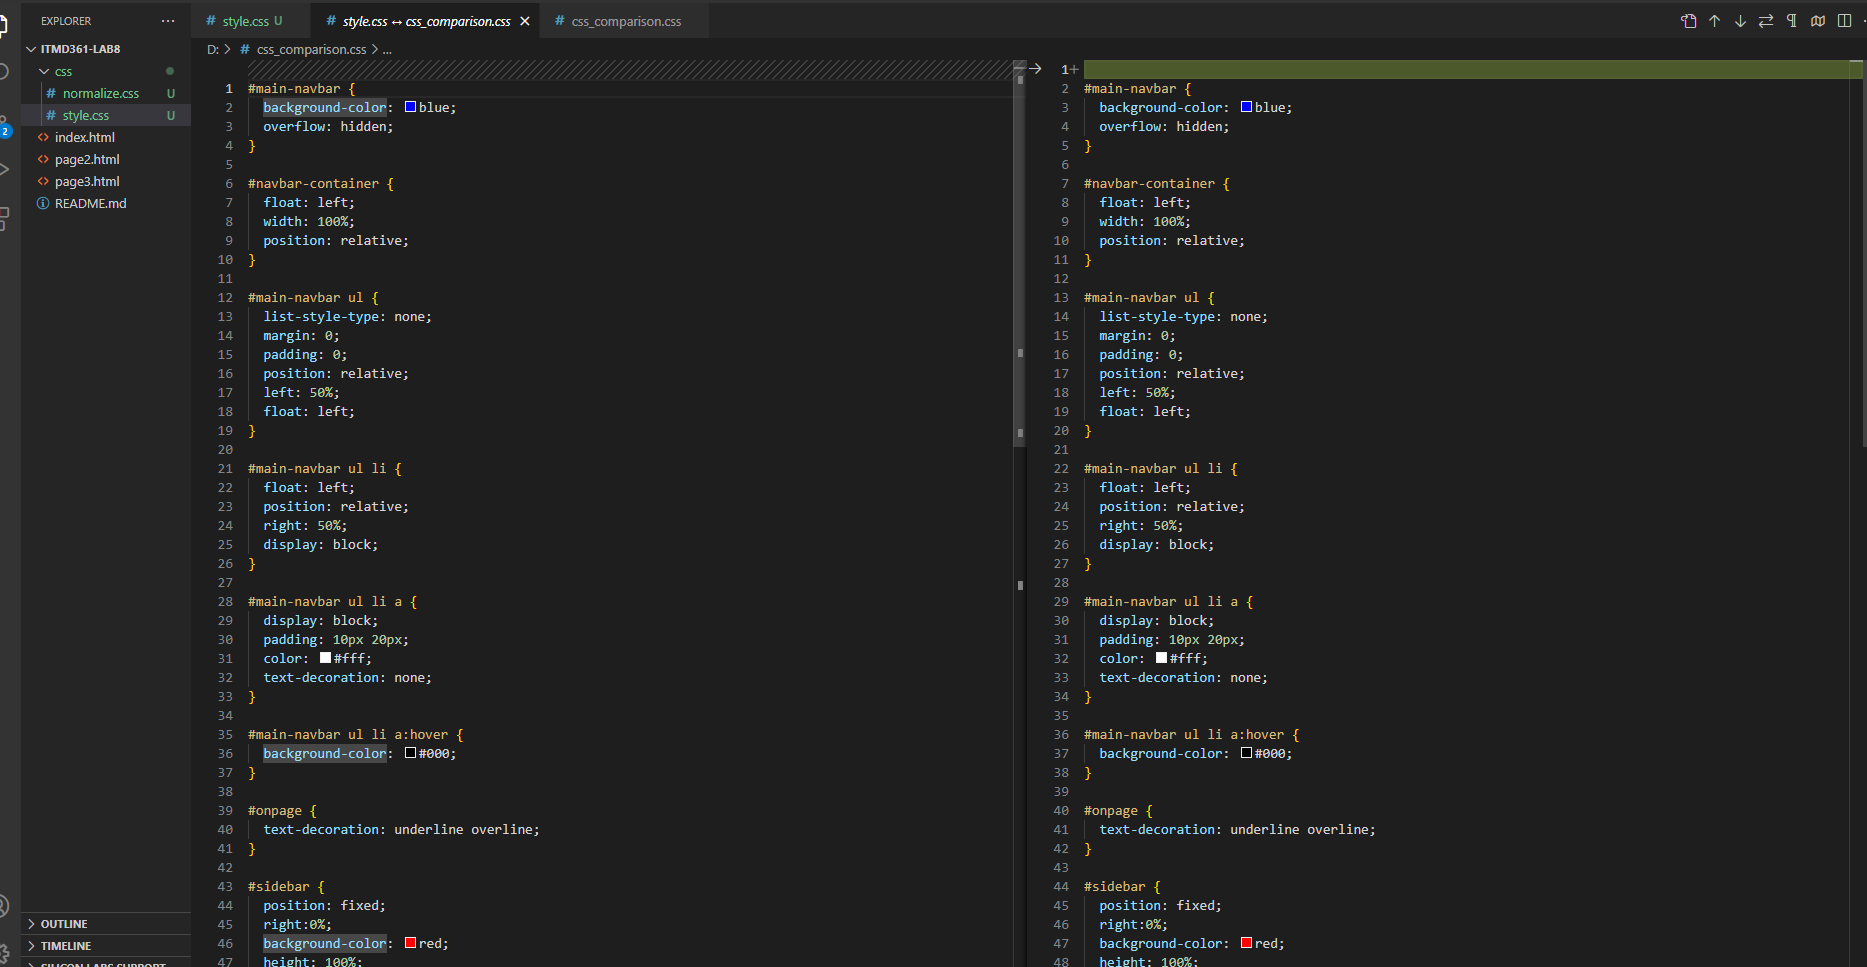 EXPLORER
ITMD361-LAB8
css
# normalize.css U
# style.css U
<> index.html
<> page2.html
<> page3.html
README.md
OUTLINE
TIMELINE
2
# style.css U
# style.css ↔ css_comparison.css
# css_comparison.css
D: > # css_comparison.css > ...
1 #main-navbar {
2 background-color: blue;
3 overflow: hidden;
4 }
5
6 #navbar-container {
7 float: left;
8 width: 100%;
9 position: relative;
10 }
11
12 #main-navbar ul {
13 list-style-type: none;
14 margin: 0;
15 padding: 0;
16 position: relative;
17 left: 50%;
18 float: left;
19 }
20
21 #main-navbar ul li {
22 float: left;
23 position: relative;
24 right: 50%;
25 display: block;
26 }
27
28 #main-navbar ul li a {
29 display: block;
30 padding: 10px 20px;
31 color: #fff;
32 text-decoration: none;
33 }
34
35 #main-navbar ul li a:hover {
36 background-color: #000;
37 }
38
39 #onpage {
40 text-decoration: underline overline;
41 }
42
43 #sidebar {
44 position: fixed;
45 right:0%;
46 background-color: red;
47 height: 100%;
1+
2 #main-navbar {
3 background-color: blue;
4 overflow: hidden;
5 }
6
7 #navbar-container {
8 float: left;
9 width: 100%;
10 position: relative;
11 }
12
13 #main-navbar ul {
14 list-style-type: none;
15 margin: 0;
16 padding: 0;
17 position: relative;
18 left: 50%;
19 float: left;
20 }
21
22 #main-navbar ul li {
23 float: left;
24 position: relative;
25 right: 50%;
26 display: block;
27 }
28
29 #main-navbar ul li a {
30 display: block;
31 padding: 10px 20px;
32 color: #fff;
33 text-decoration: none;
34 }
35
36 #main-navbar ul li a:hover {
37 background-color: #000;
38 }
39
40 #onpage {
41 text-decoration: underline overline;
42 }
43
44 #sidebar {
45 position: fixed;
46 right:0%;
47 background-color: red;
48 height: 100%;